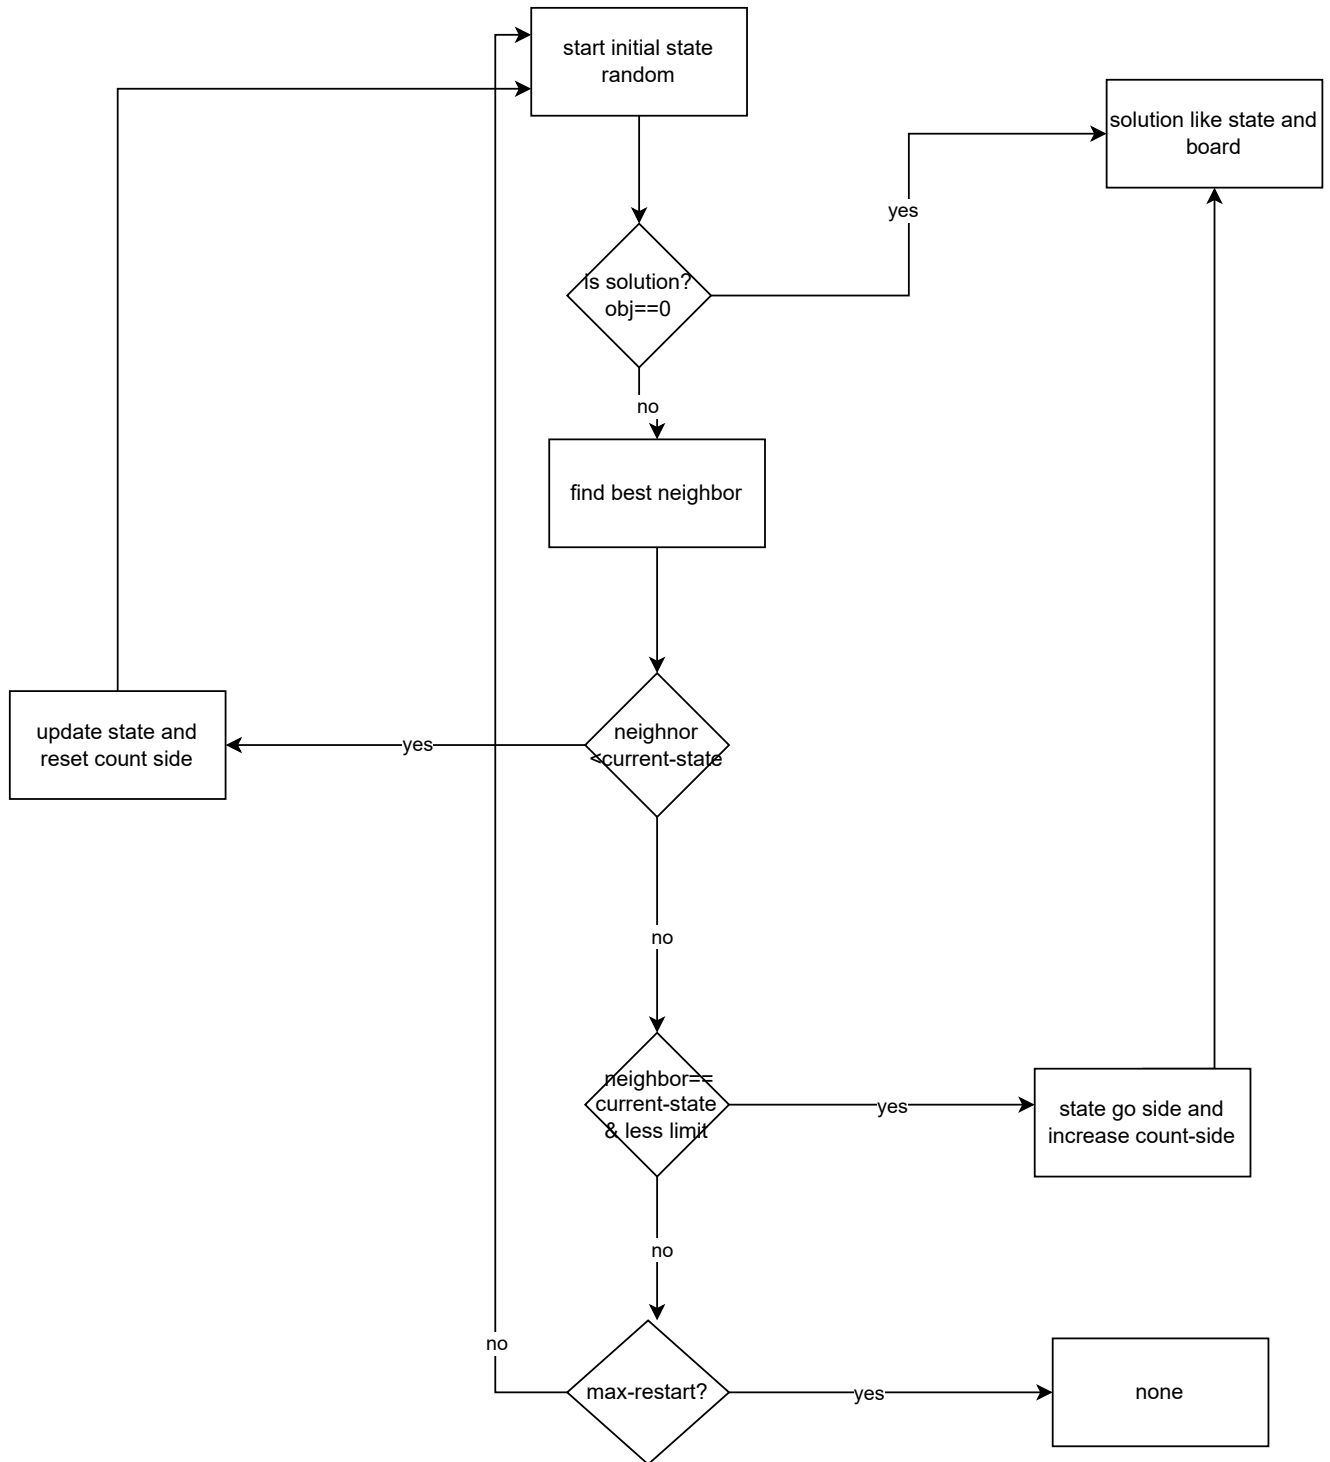 start initial state
random
solution like state and
board
yes
is solution?
obj==0
no
find best neighbor
neighnor
<current-state
yes
update state and
reset count side
no
neighbor==
current-state
& less limit
yes
state go side and
increase count-side
no
no
max-restart?
yes
none